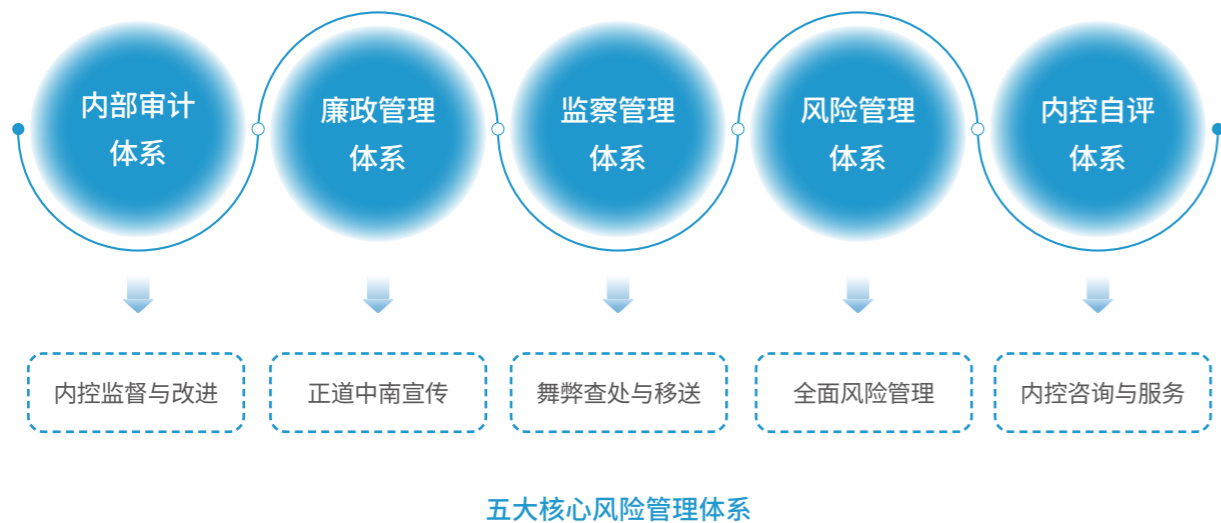 内部审计
体系
廉政管理
体系
监察管理
体系
风险管理
体系
内控自评
体系
内控监督与改进
正道中南宣传
舞弊查处与移送
全面风险管理
内控咨询与服务
五大核心风险管理体系